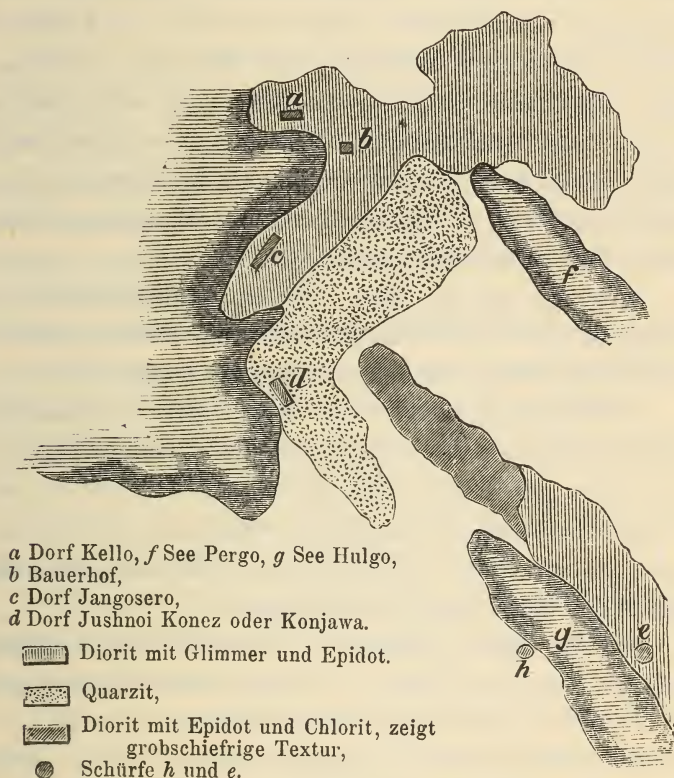 a
b
c
f
d
e
g
h
a Dorf Kello, f See Pergo, g See Hulgo,
b Bauerhof,
c Dorf Jangosero,
d Dorf Jushnoi Konez oder Konjawa.
Diorit mit Glimmer und Epidot.
Quarzit,
Diorit mit Epidot und Chlorit, zeigt
grobschiefrige Textur,
Schürfe h und e.